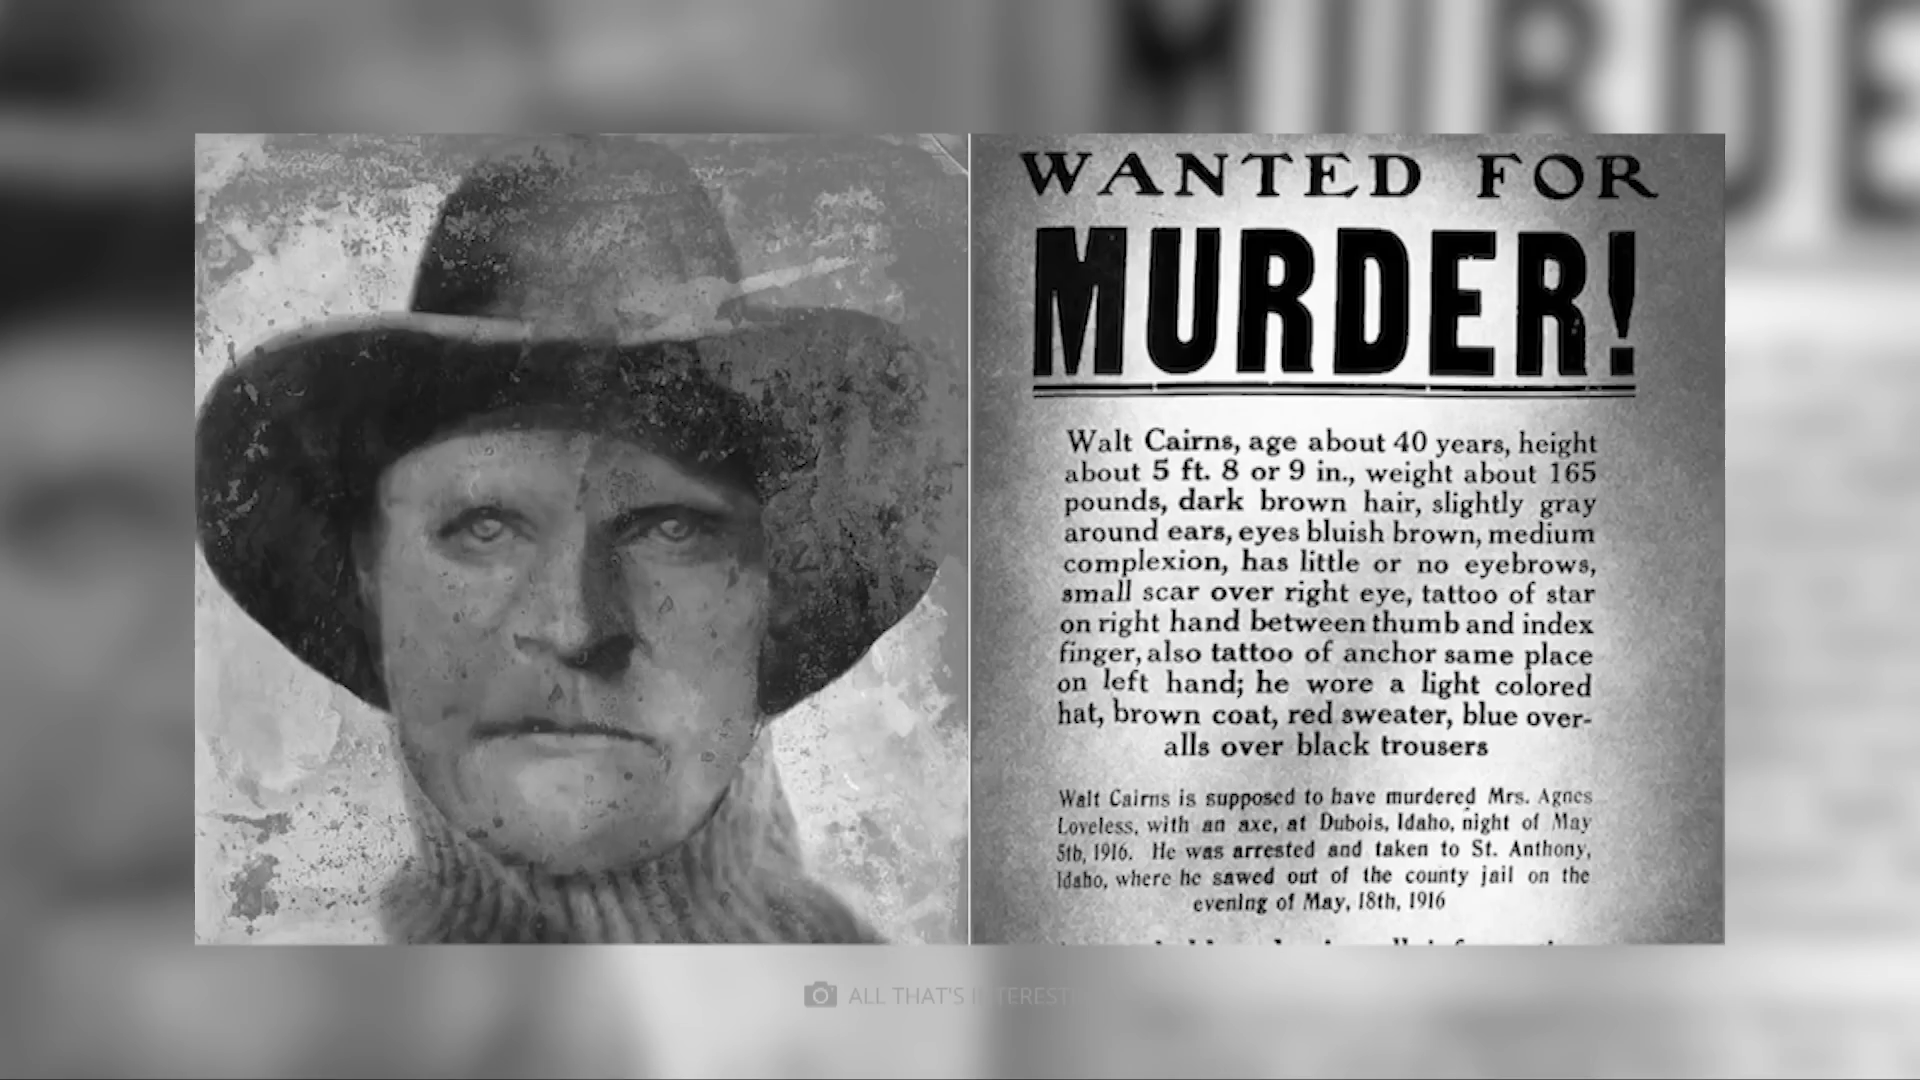 MURDE
WANTED FOR
MURDER!
Walt Cairns, age about 40 years, height
about 5 ft. 8 or 9 in., weight about 165
pounds, dark brown hair, slightly gray
around ears, eyes bluish brown, medium
complexion, has little or no eyebrows,
small scar over right eye, tattoo of star
on right hand between thumb and index
finger, also tattoo of anchor same place
on left hand; he wore a light colored
hat, brown coat, red sweater, blue over-
alls over black trousers
Walt Cairns is supposed to have murdered Mrs. Agnes
Loveless, with an axe, at Dubois, Idaho, night of May
5th, 1916. He was arrested and taken to St. Anthony,
Idaho, where he sawed out of the county jail on the
evening of May, 18th, 1916
ALL THAT'S INTEREST